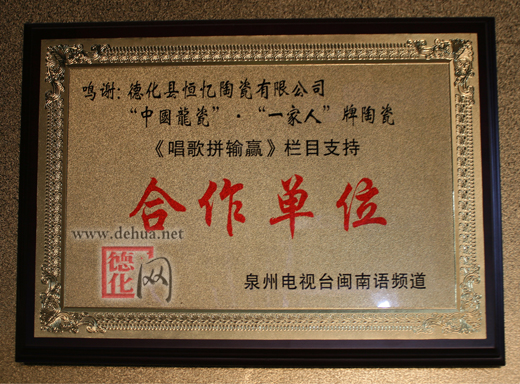 鸣谢:德化县恒忆陶瓷有限公司
“中國龍瓷”·“一家人”牌陶瓷
《唱歌拼输赢》栏目支持
合作单位
www.dehua.net
德化网
泉州电视台闽南语频道